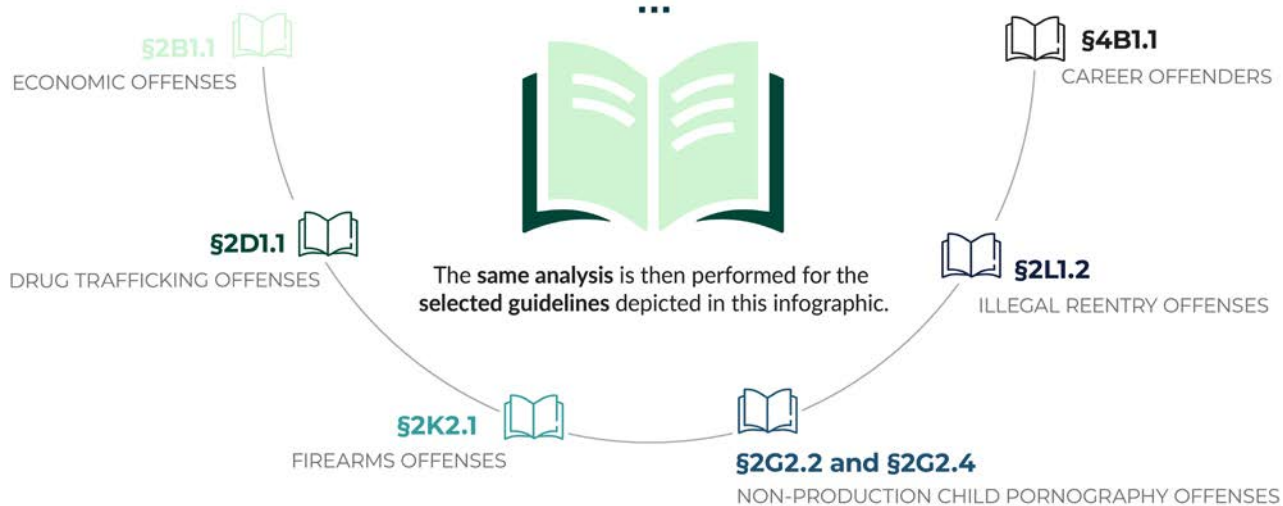 ...
§2B1.1
ECONOMIC OFFENSES
§4B1.1
CAREER OFFENDERS
§2D1.1
DRUG TRAFFICKING OFFENSES
The same analysis is then performed for the
selected guidelines depicted in this infographic.
§2L1.2
ILLEGAL REENTRY OFFENSES
§2K2.1
FIREARMS OFFENSES
§2G2.2 and §2G2.4
NON-PRODUCTION CHILD PORNOGRAPHY OFFENSES